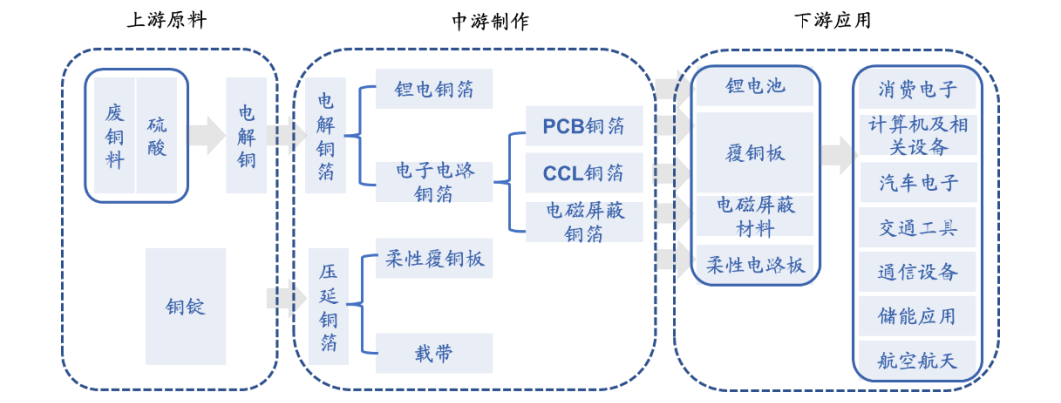 上游原料
中游制作
下游应用
废铜料
硫酸
电解铜
铜锭
电解铜箔
锂电铜箔
电子电路
铜箔
PCB铜箔
CCL铜箔
电磁屏蔽
铜箔
压延铜箔
柔性覆铜板
载带
锂电池
覆铜板
电磁屏蔽
材料
柔性电路板
消费电子
计算机及相
关设备
汽车电子
交通工具
通信设备
储能应用
航空航天